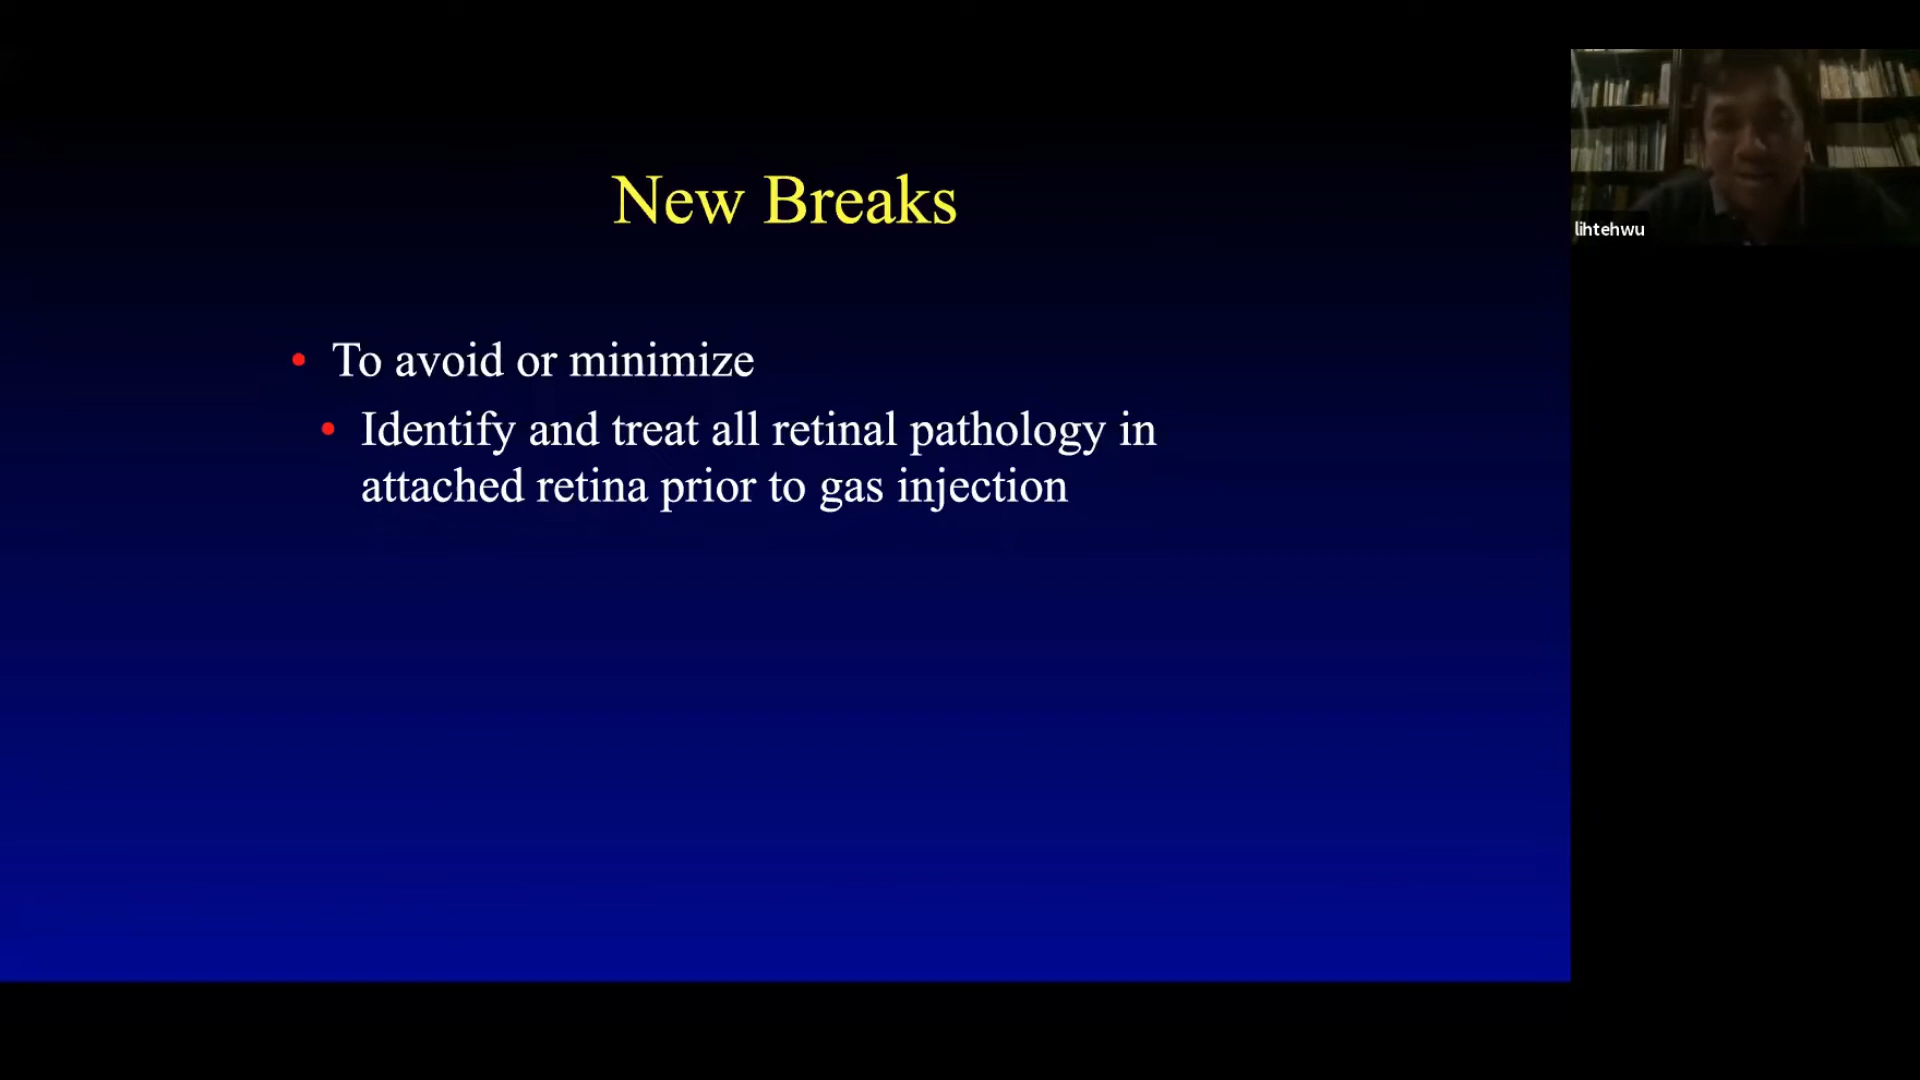 New Breaks
• To avoid or minimize
• Identify and treat all retinal pathology in
attached retina prior to gas injection
lihtehwu